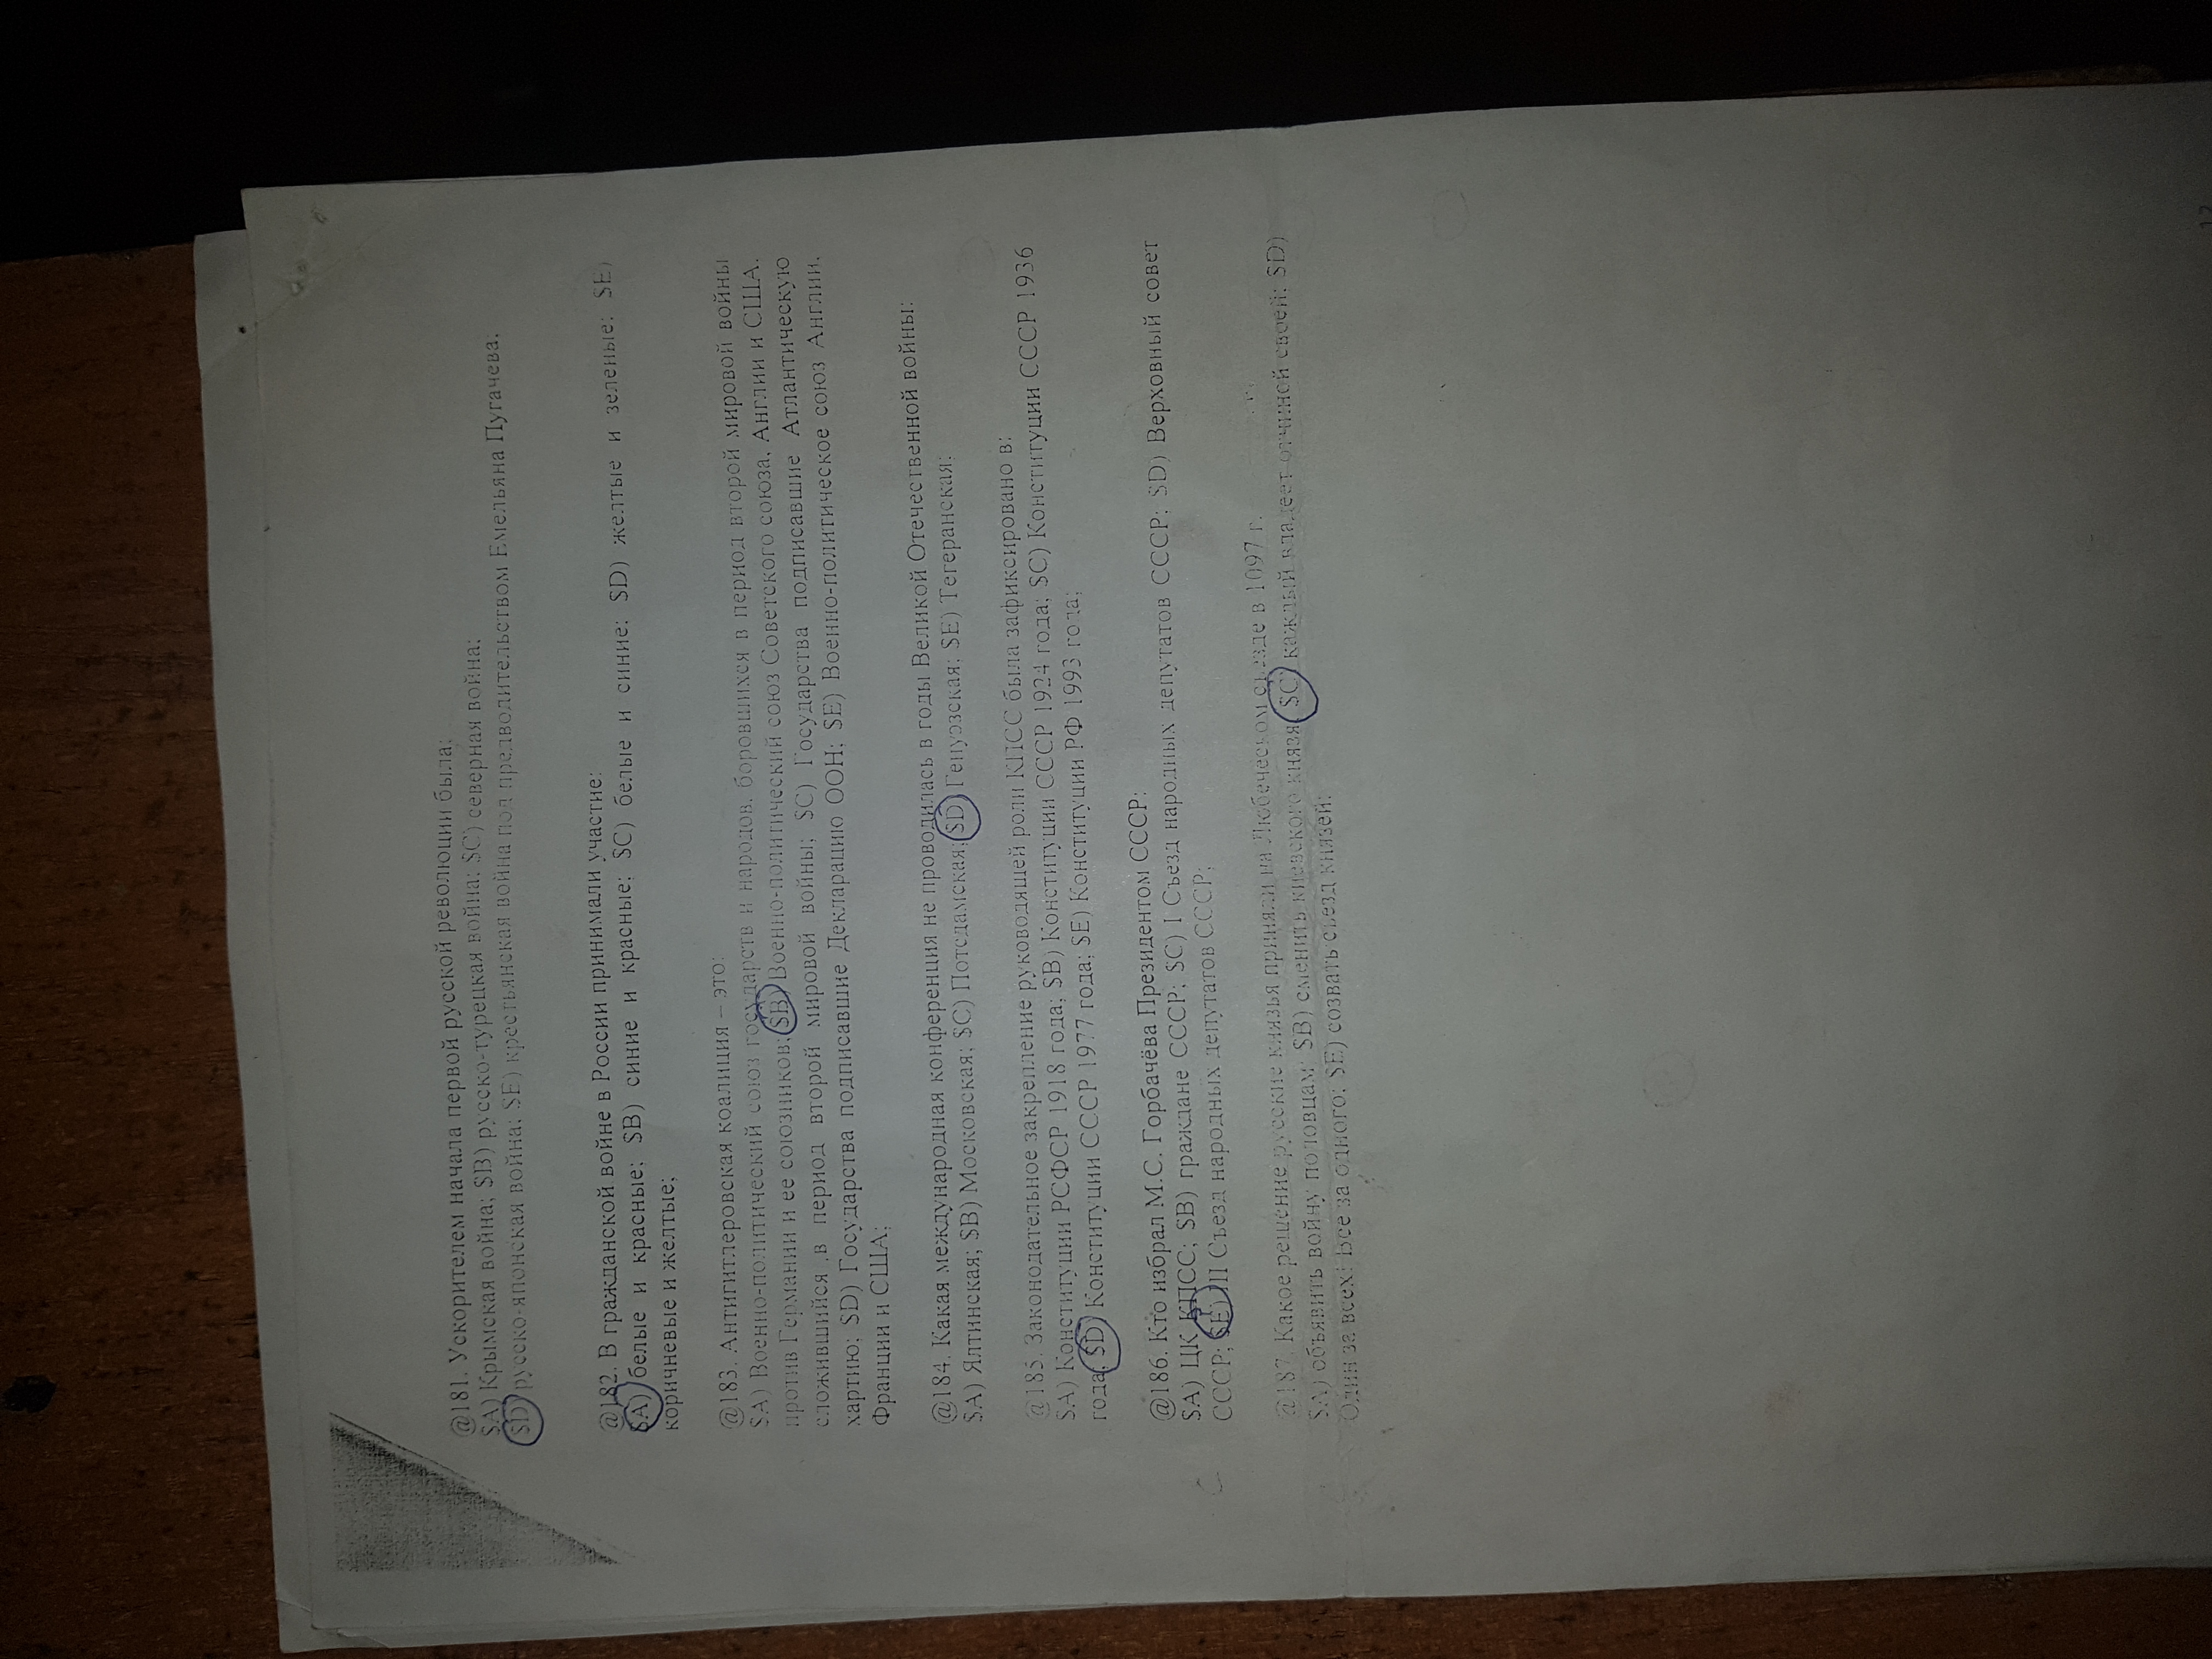 @181. Ускорителем начала первой русской революции была:
$A) Крымская война; $B) русско-турецкая война; $C) северная война;
$D) русско-японская война; $E) крестьянская война под предводительством Емельяна Пугачева;
@182. В гражданской войне в России принимали участие:
$A) белые и красные; $B) синие и красные; $C) белые и синие; $D) желтые и зеленые; $E)
коричневые и желтые;
@183. Антигитлеровская коалиция – это:
$A) Военно-политический союз государств и народов, боровшихся в период второй мировой войны
против Германии и ее союзников; $B) Военно-политический союз Советского союза, Англии и США,
сложившийся в период второй мировой войны; $C) Государства подписавшие Атлантическую
хартию; $D) Государства подписавшие Декларацию ООН; $E) Военно-политическое союз Англии,
Франции и США;
@184. Какая международная конференция не проводилась в годы Великой Отечественной войны:
$A) Ялтинская; $B) Московская; $C) Потсдамская; $D) Генуэзская; $E) Тегеранская;
@185. Законодательное закрепление руководящей роли КПСС была зафиксировано в:
$A) Конституции РСФСР 1918 года; $B) Конституции СССР 1924 года; $C) Конституции СССР 1936
года; $D) Конституции СССР 1977 года; $E) Конституции РФ 1993 года;
@186. Кто избрал М.С. Горбачёва Президентом СССР:
$A) ЦК КПСС; $B) граждане СССР; $C) I Съезд народных депутатов СССР; $D) Верховный совет
СССР; $E) III Съезд народных депутатов СССР;
@187. Какое решение русские князья приняли на Любеческом съезде в 1097 г.
$A) объявить войну половцам; $B) сменить киевского князя; $C) каждый владеет отчиной своей; $D)
Один за всех! Все за одного; $E) созвать съезд князей;